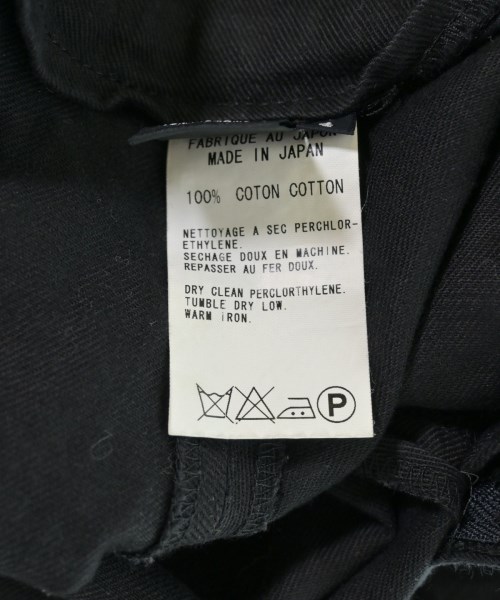 FABRIQUE AU JAPON
MADE IN JAPAN
100% COTON COTTON
NETTOYAGE A SEC PERCHLOR-
ETHYLENE.
SECHAGE DOUX EN MACHINE.
REPASSER AU FER DOUX.
DRY CLEAN PERCLORTHYLENE.
TUMBLE DRY LOW.
WARM IRON.
P